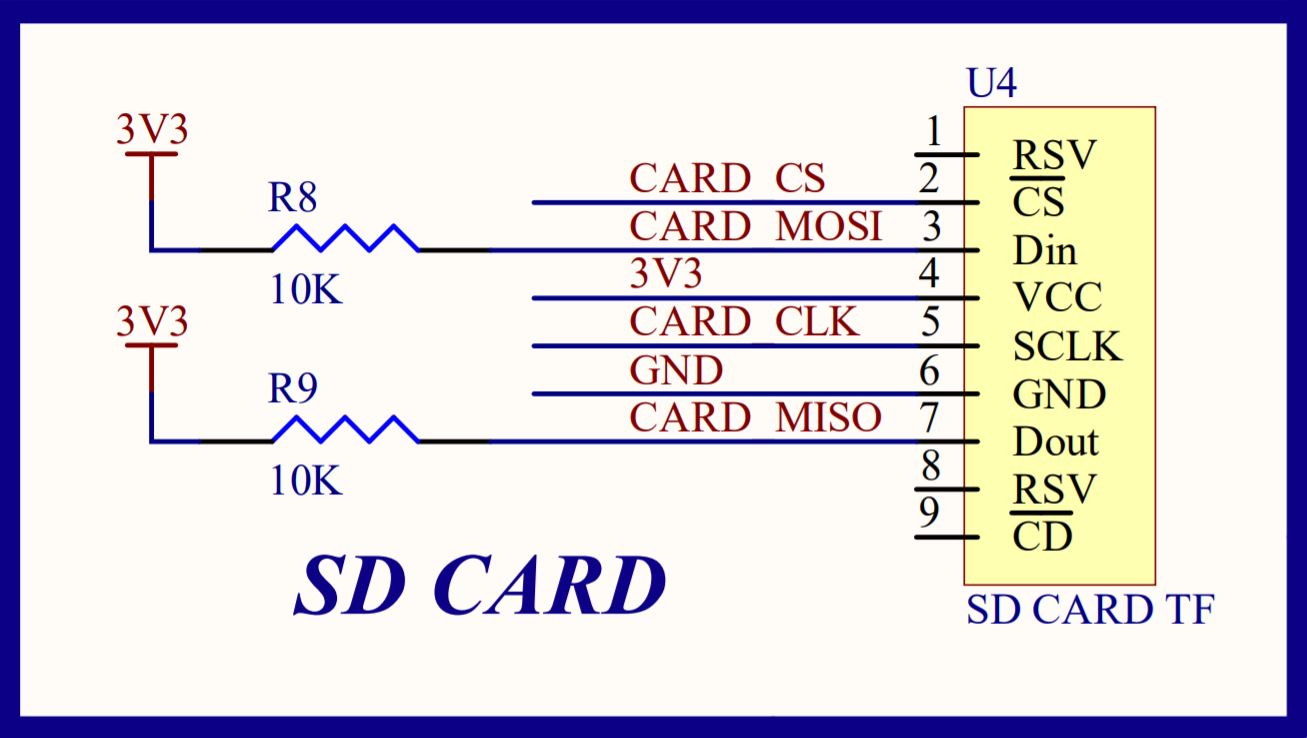 U4
3V3
1
RSV
R8
CARD CS
2
CS
CARD MOSI
3
Din
10K
3V3
4
VCC
3V3
CARD CLK
5
SCLK
GND
6
GND
R9
CARD MISO
7
Dout
10K
8
RSV
9
CD
SD CARD
SD CARD TF